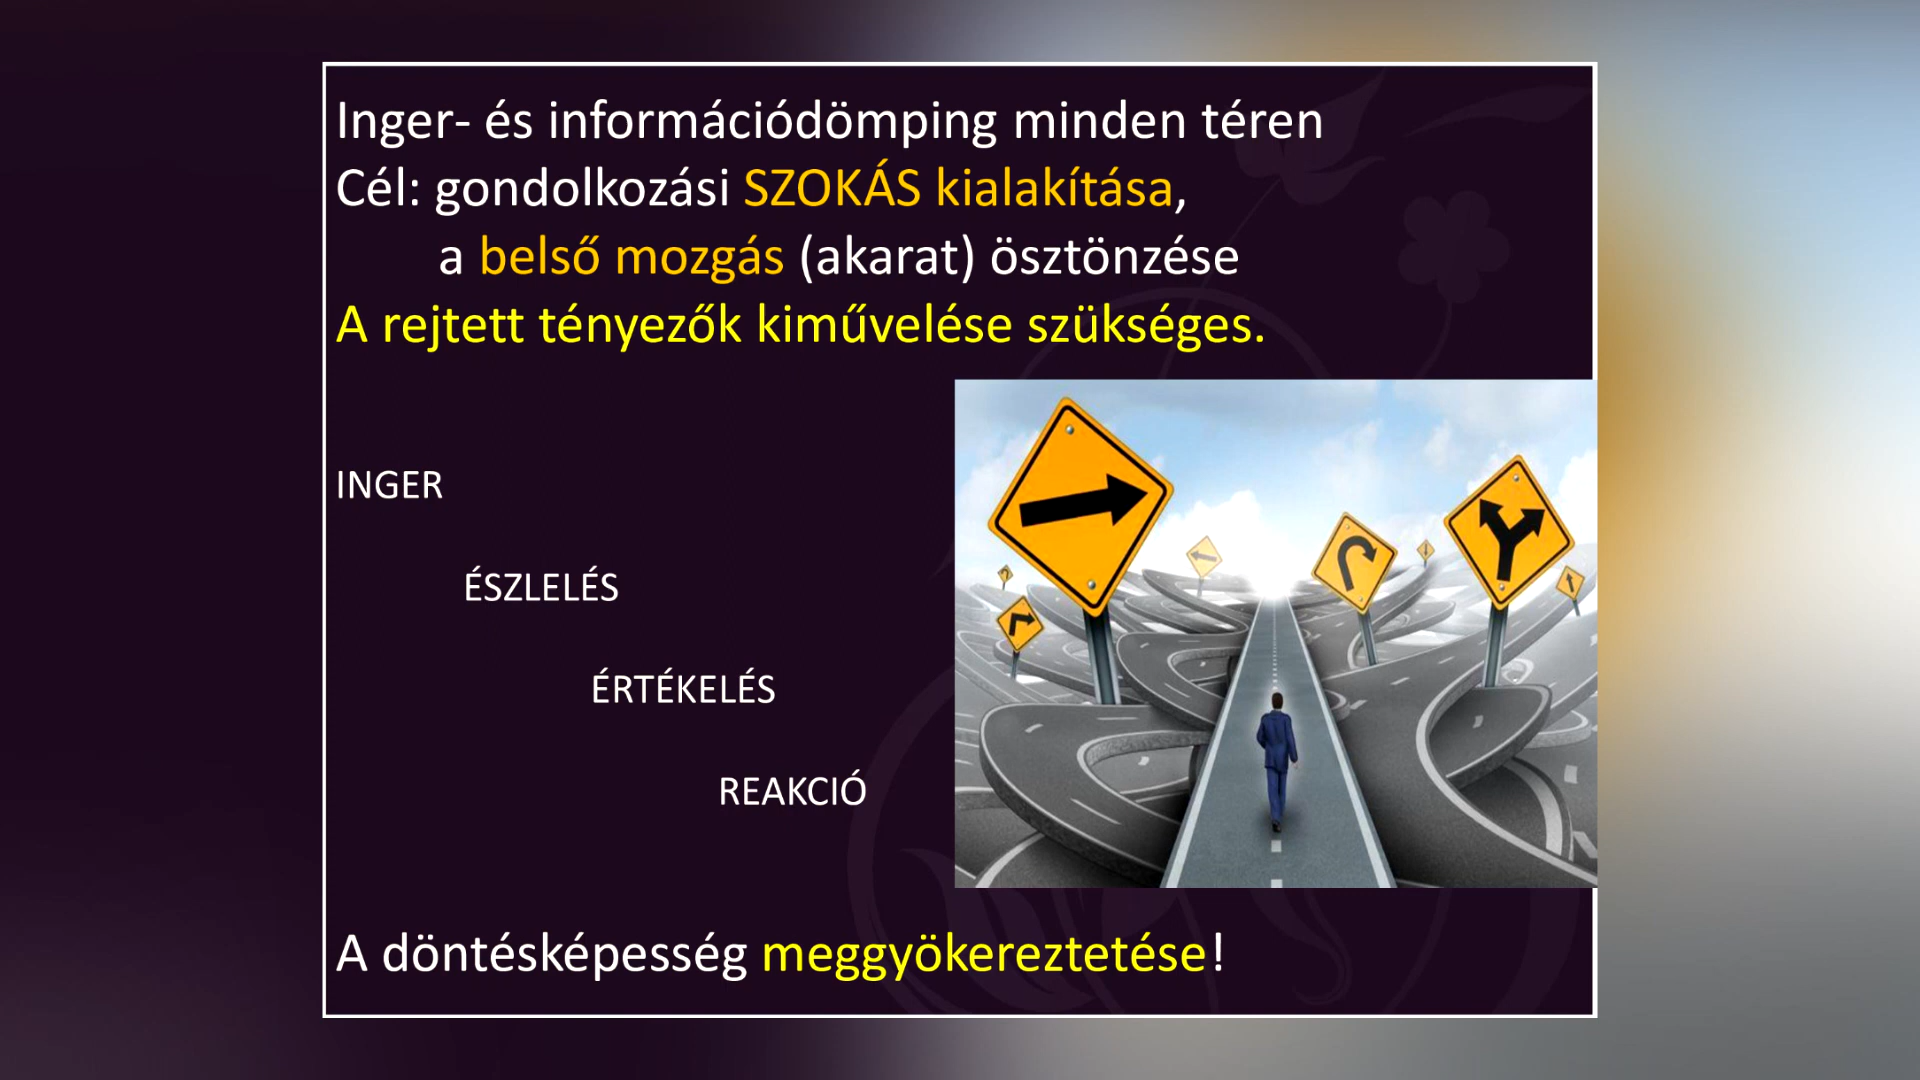 Inger- és információdömping minden téren
Cél: gondolkozási SZOKÁS kialakítása,
a belső mozgás (akarat) ösztönzése
A rejtett tényezők kiművelése szükséges.
INGER
ÉSZLELÉS
ÉRTÉKELÉS
REAKCIÓ
A döntésképesség meggyökereztetése!